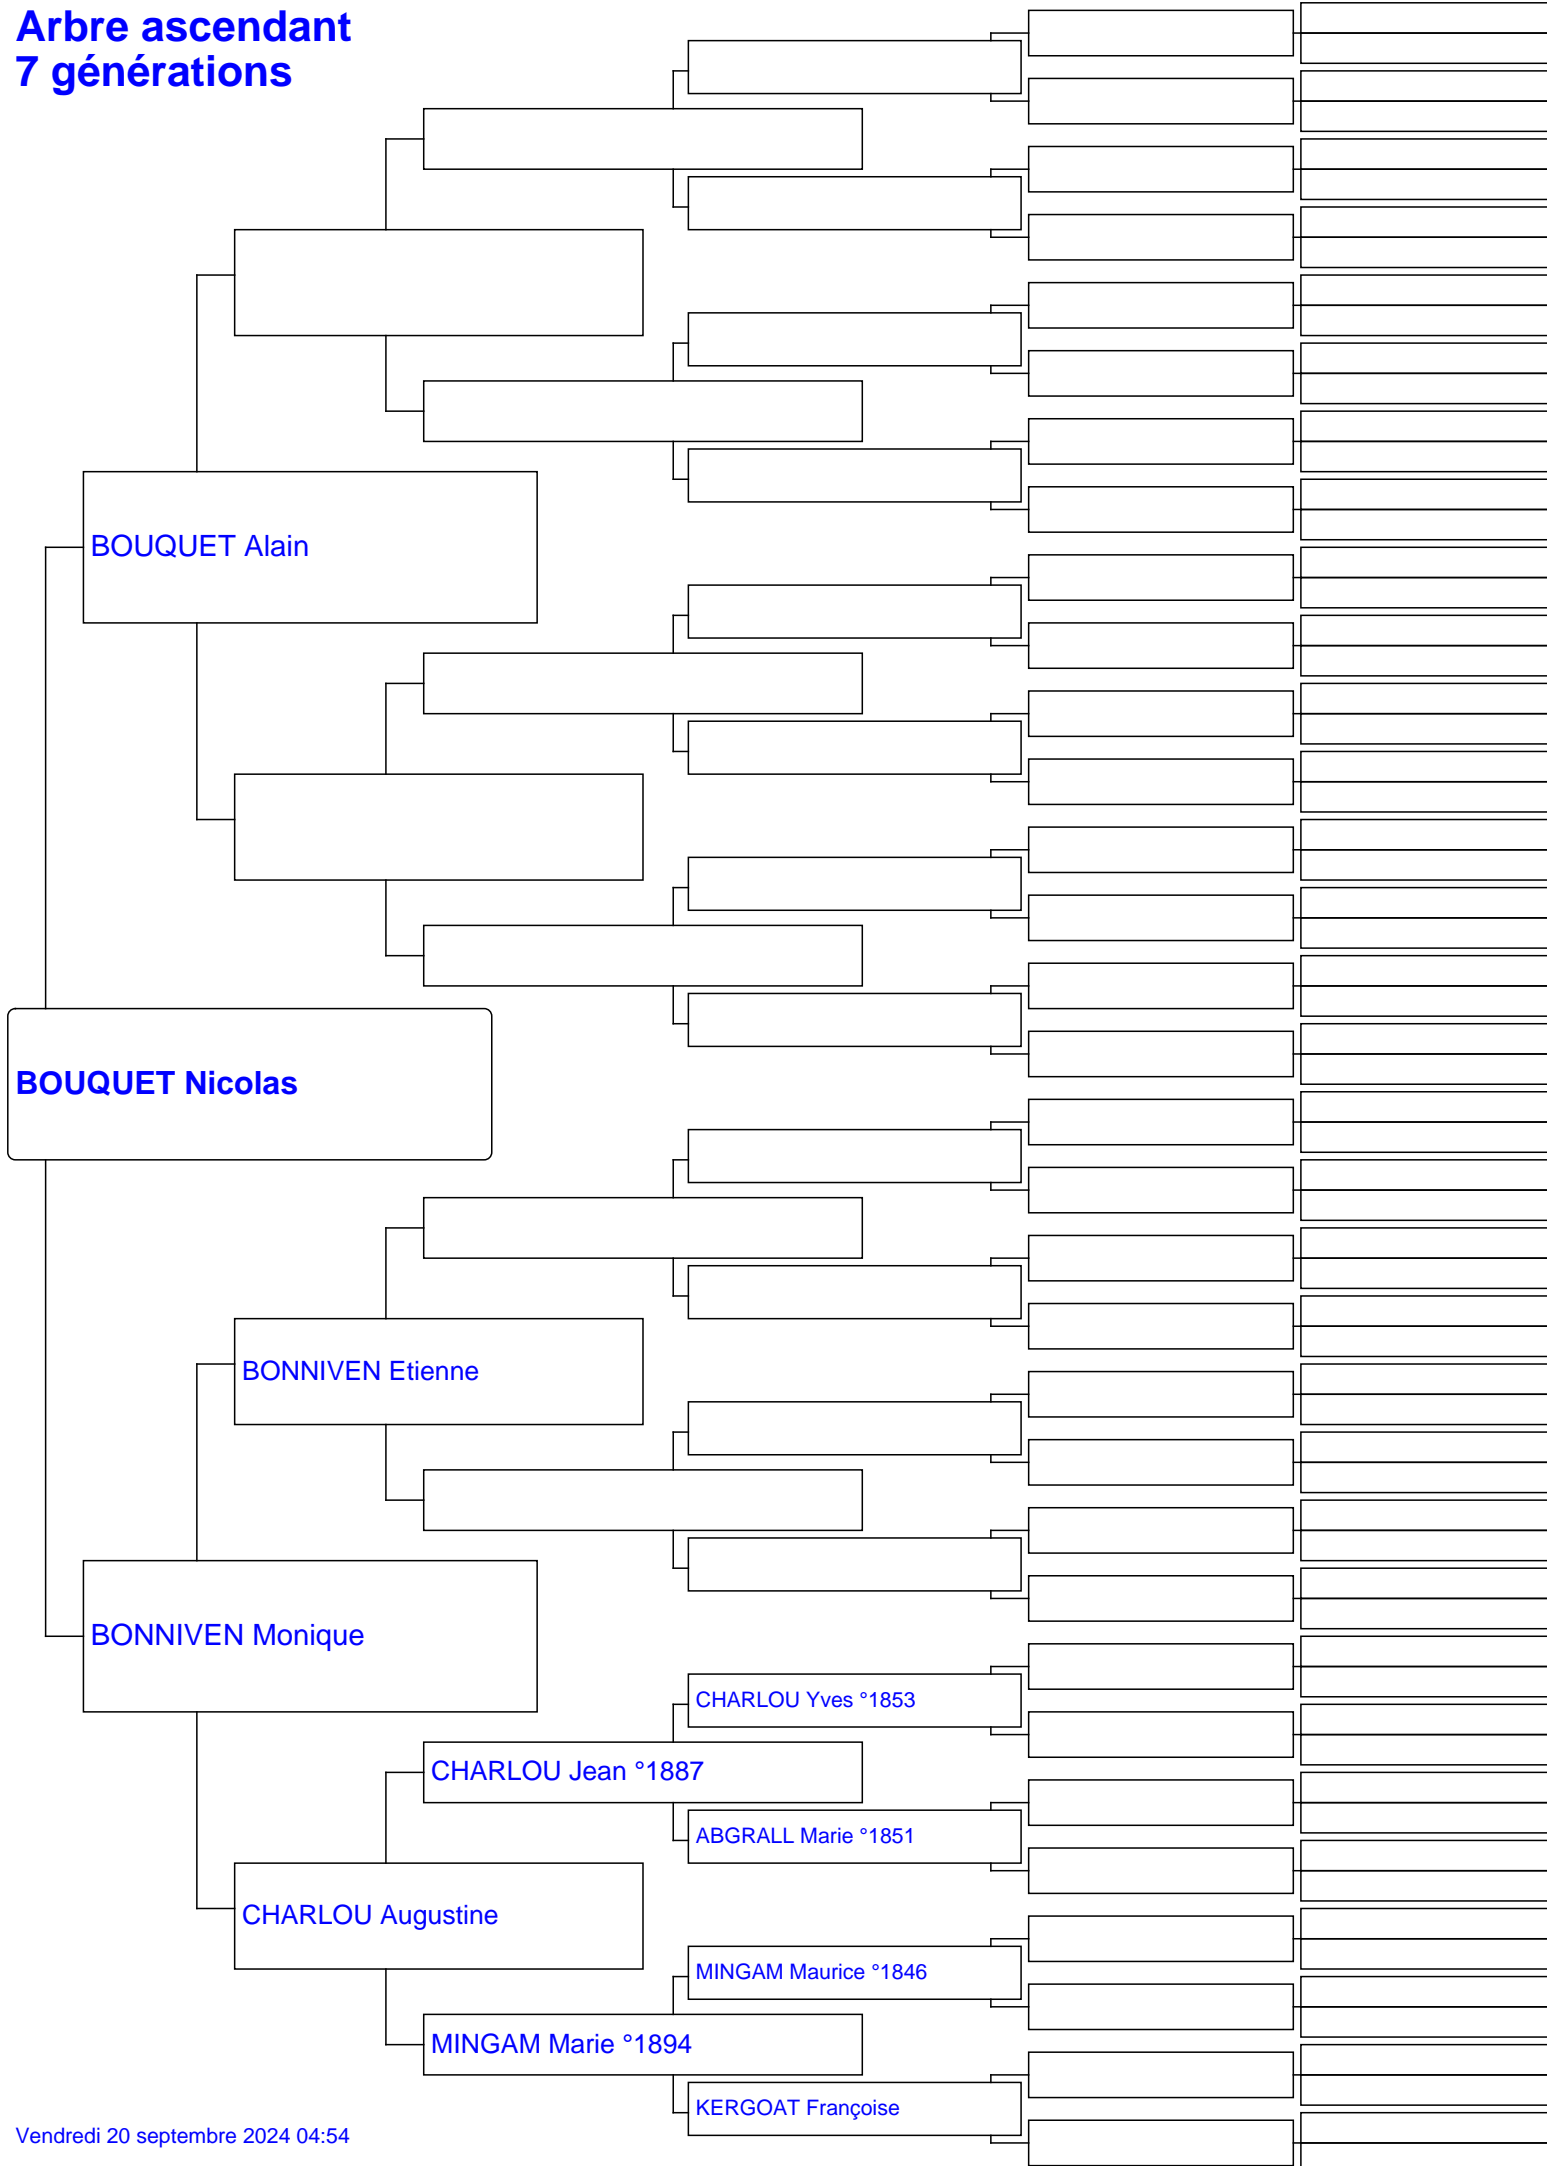 Arbre ascendant
7 générations
BOUQUET Alain
BOUQUET Nicolas
BONNIVEN Etienne
BONNIVEN Monique
CHARLOU Yves °1853
CHARLOU Jean °1887
ABGRALL Marie °1851
CHARLOU Augustine
MINGAM Maurice °1846
MINGAM Marie °1894
KERGOAT Françoise
Vendredi 20 septembre 2024 04:54